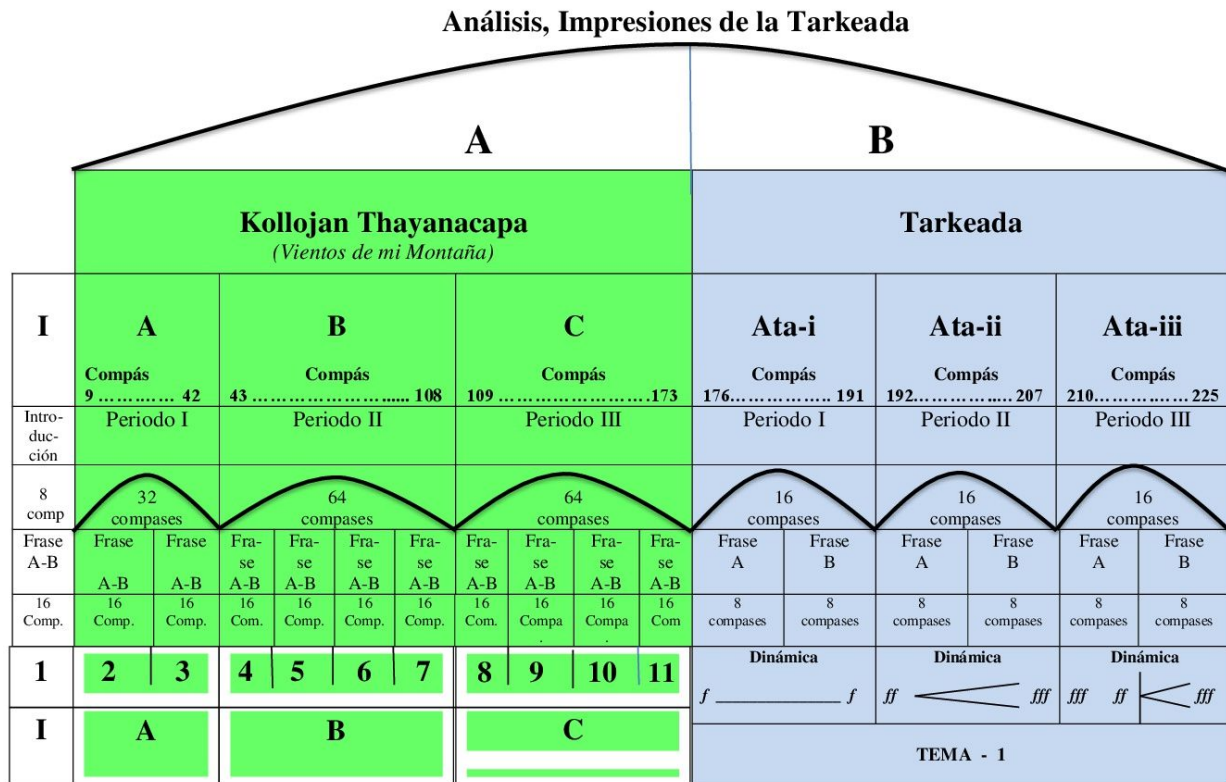 Análisis, Impresiones de la Tarkeada
A B
Kollojan Thayanacapa Tarkeada
(Vientos de mi Montaña)
I A B C Ata-i Ata-ii Ata-iii
Compás Compás Compás Compás Compás Compás
9 ............ 42 43 ........................ 108 109 ........................173 176................. 191 192................ 207 210................ 225
Intro- Periodo I Periodo II Periodo III Periodo I Periodo II Periodo III
duc-
ción
8 32 64 64 16 16 16
comp compases compases compases compases compases compases
Frase Frase Frase Fra- Fra- Fra- Fra- Fra- Fra- Fra- Fra- Frase Frase Frase Frase Frase Frase
A-B se se se se se se se se A B A B A B
A-B A-B A-B A-B A-B A-B A-B A-B A-B A-B
16 16 16 16 16 16 16 16 16 16 16 8 8 8 8 8 8
Comp. Comp. Comp. Com. Comp. Comp. Comp. Com. Compa Compa Com compases compases compases compases compases compases
. .
1 2 3 4 5 6 7 8 9 10 11 Dinámica Dinámica Dinámica
f f ff fff fff ff fff
I A B C
TEMA - 1